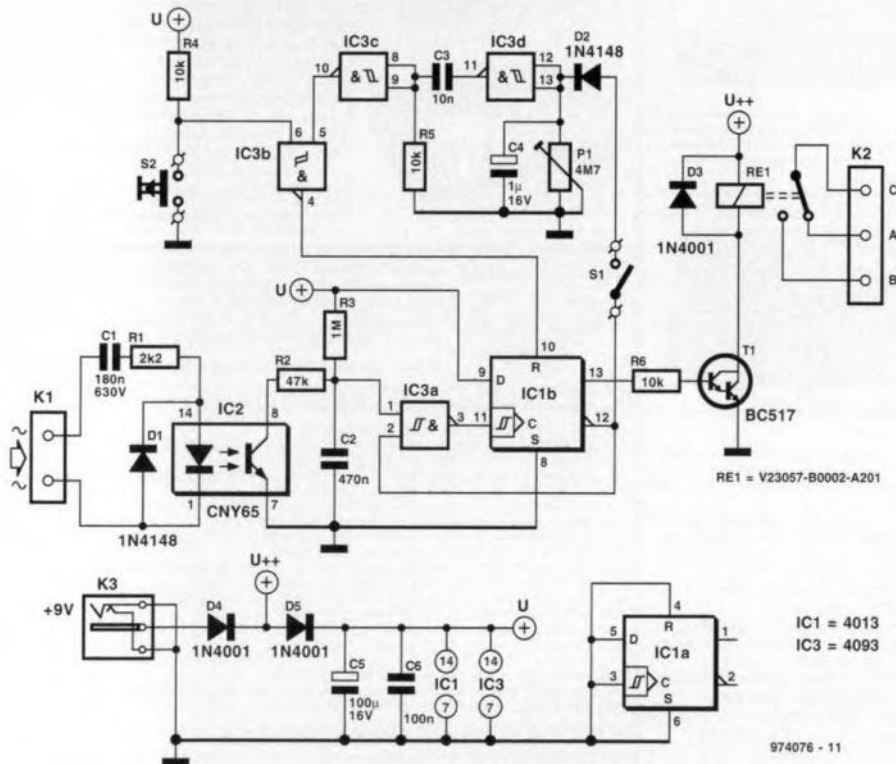 U +
R4
10k
S2
IC3c
10 & 8
9
C3
10n
IC3d
11 & 12
13
D2
1N4148
R5
10k
C4
1µ
16V
P1
4M7
6 5
IC3b
&
4
S1
U++
+
D3
1N4001
RE1
K2
C
A
B
U +
R3
1M
C1
180n
630V
R1
2k2
K1
~
~
D1
1N4148
IC2
14 8
1 7
CNY65
R2
47k
C2
470n
IC3a
1
2
& 3
IC1b
10
R
9 D 13
11 C 12
S
8
R6
10k
T1
BC517
RE1 = V23057-B0002-A201
K3
+9V
D4
1N4001
U++
+
D5
1N4001
U
+
C5
100µ
16V
C6
100n
14
IC1
7
14
IC3
7
4
R
5 D 1
IC1a
3 C 2
S
6
IC1 = 4013
IC3 = 4093
974076 - 11